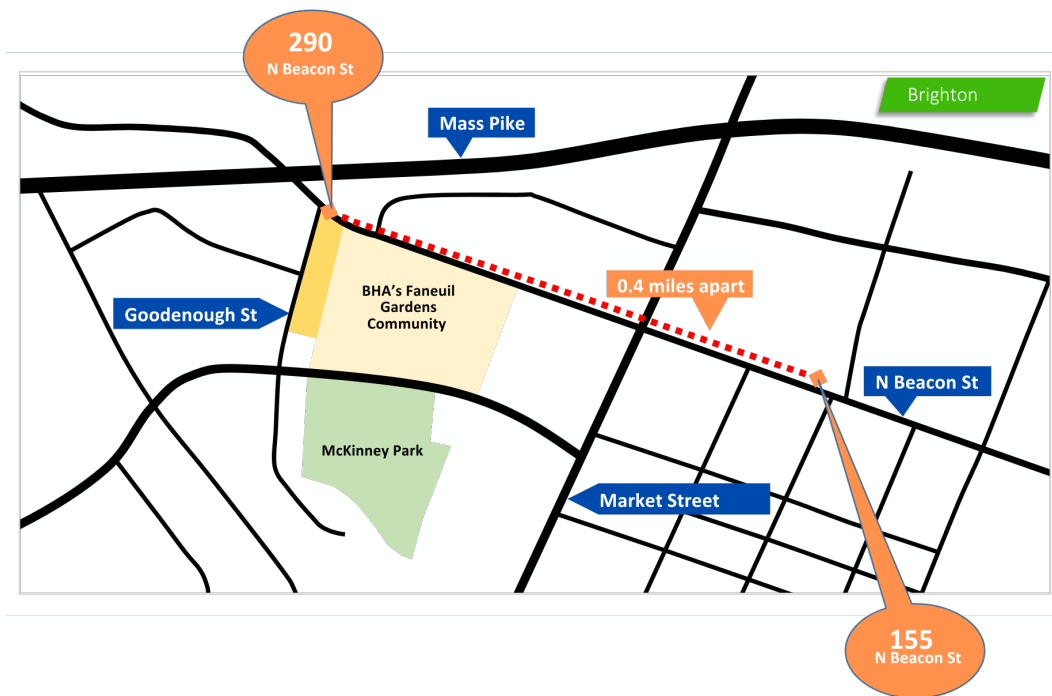 290
N Beacon St
Brighton
Mass Pike
0.4 miles apart
BHA's Faneuil
Gardens
Community
Goodenough St
N Beacon St
McKinney Park
Market Street
155
N Beacon St